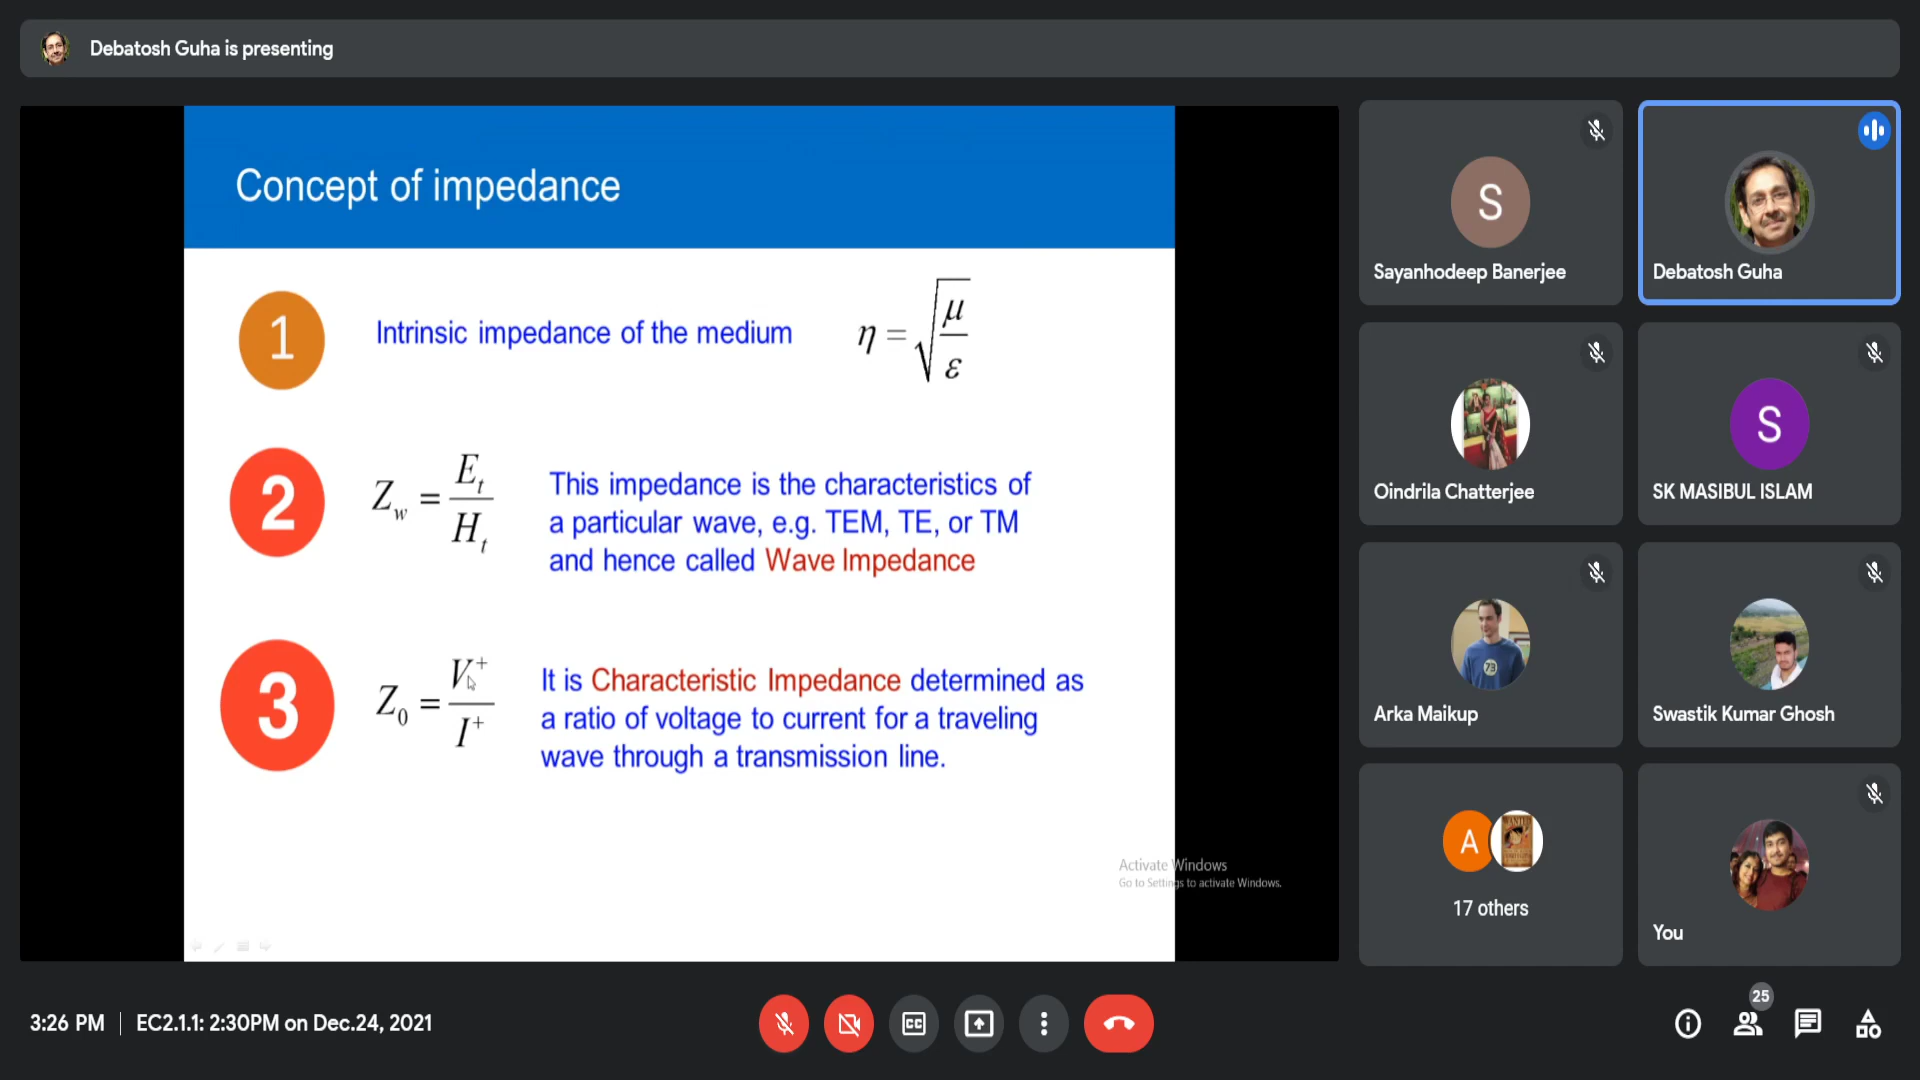 Debatosh Guha is presenting
Concept of impedance
1
Intrinsic impedance of the medium
η = √(μ/ε)
2
Z_w = E_t / H_t
This impedance is the characteristics of
a particular wave, e.g. TEM, TE, or TM
and hence called Wave Impedance
3
Z_0 = V^+ / I^+
It is Characteristic Impedance determined as
a ratio of voltage to current for a traveling
wave through a transmission line.
Activate Windows
Go to Settings to activate Windows.
S
Sayanhodeep Banerjee
Debatosh Guha
Oindrila Chatterjee
S
SK MASIBUL ISLAM
73
Arka Maikup
Swastik Kumar Ghosh
A
17 others
You
3:26 PM | EC2.1.1: 2:30PM on Dec.24, 2021
CC
25